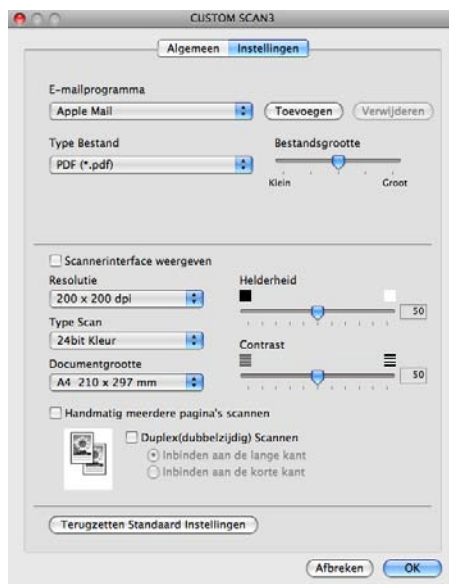 CUSTOM SCAN3
Algemeen Instellingen
E-mailprogramma
Apple Mail Toevoegen Verwijderen
Type Bestand Bestandsgrootte
PDF (*.pdf)
Klein Groot
Scannerinterface weergeven
Resolutie Helderheid
200 x 200 dpi
50
Type Scan
24bit Kleur
Contrast
Documentgrootte
A4 210 x 297 mm 50
Handmatig meerdere pagina's scannen
Duplex(dubbelzijdig) Scannen
Inbinden aan de lange kant
Inbinden aan de korte kant
Terugzetten Standaard Instellingen
Afbreken OK